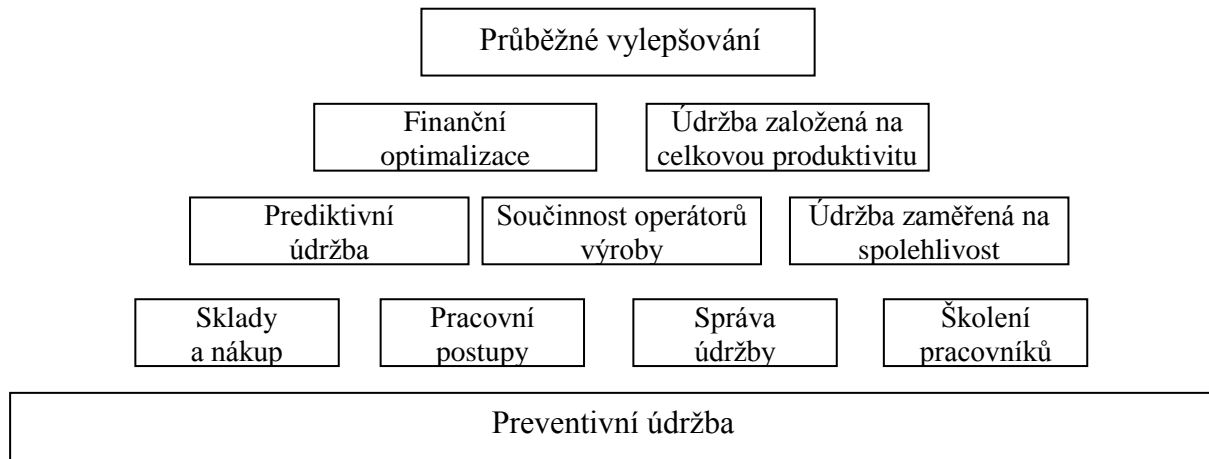 Průběžné vylepšování
Finanční
optimalizace
Údržba založená na
celkovou produktivitu
Prediktivní
údržba
Součinnost operátorů
výroby
Údržba zaměřená na
spolehlivost
Sklady
a nákup
Pracovní
postupy
Správa
údržby
Školení
pracovníků
Preventivní údržba